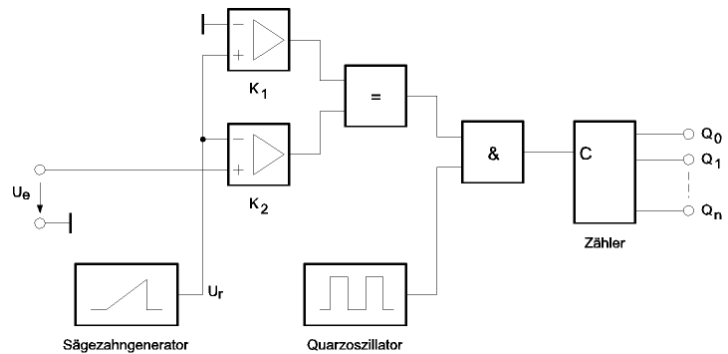 −
+
K1
=
−
+
K2
&
C
Q0
Q1
Qn
Zähler
Ue
Ur
Sägezahngenerator
Quarzoszillator